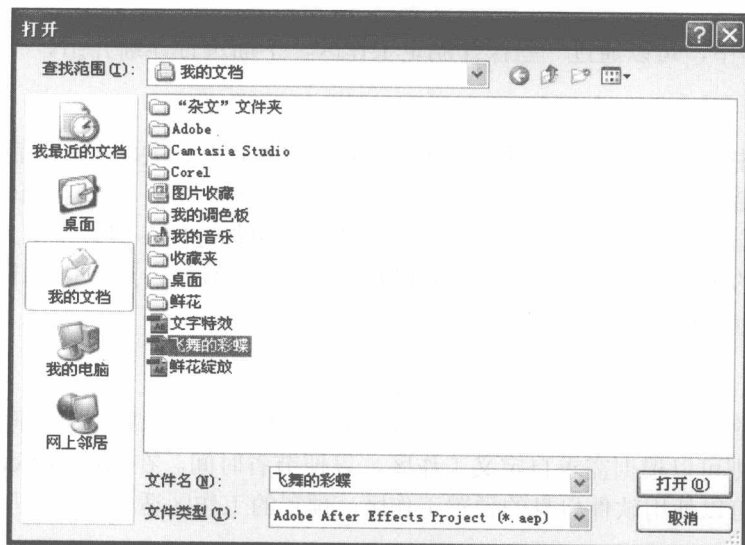 打开
查找范围(I):
我的文档
我最近的文档
桌面
我的文档
我的电脑
网上邻居
“杂文”文件夹
Adobe
Camtasia Studio
Corel
图片收藏
我的调色板
我的音乐
收藏夹
桌面
鲜花
文字特效
飞舞的彩蝶
鲜花绽放
文件名(N):
飞舞的彩蝶
打开(O)
文件类型(T):
Adobe After Effects Project (*.aep)
取消